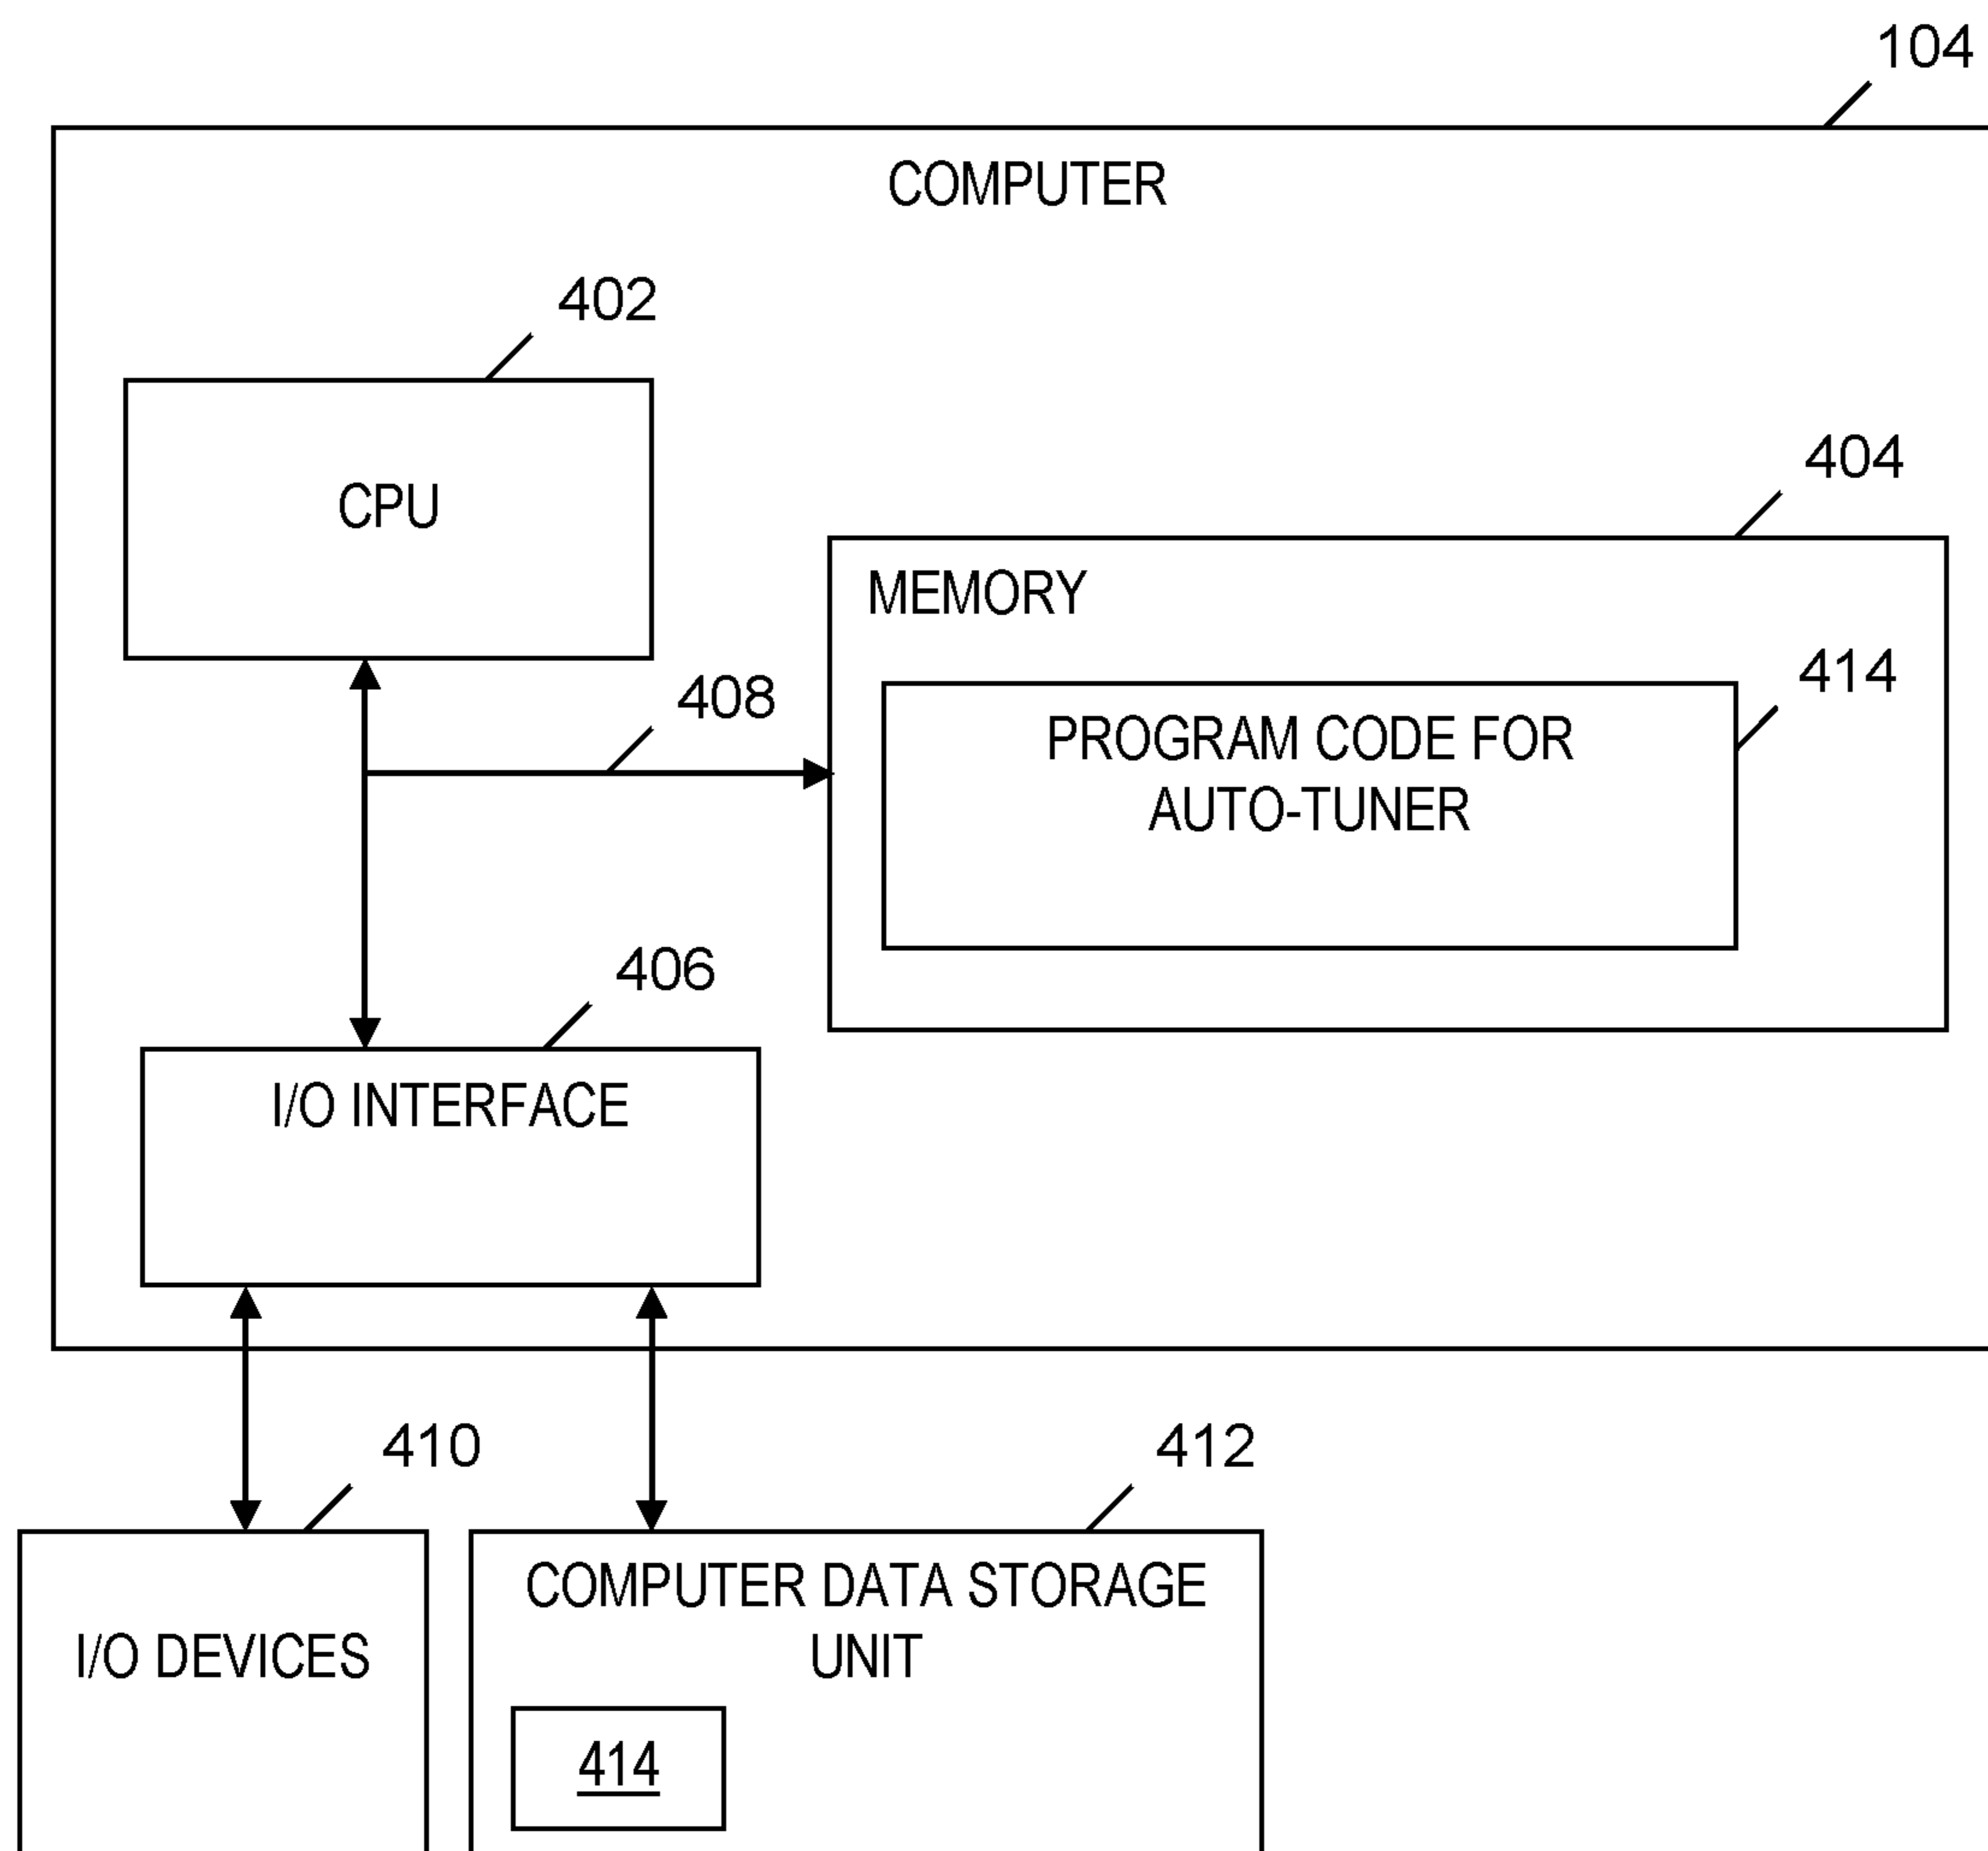 104
COMPUTER
402
CPU
404
MEMORY
414
408
PROGRAM CODE FOR
AUTO-TUNER
406
I/O INTERFACE
410
412
I/O DEVICES
COMPUTER DATA STORAGE
UNIT
414